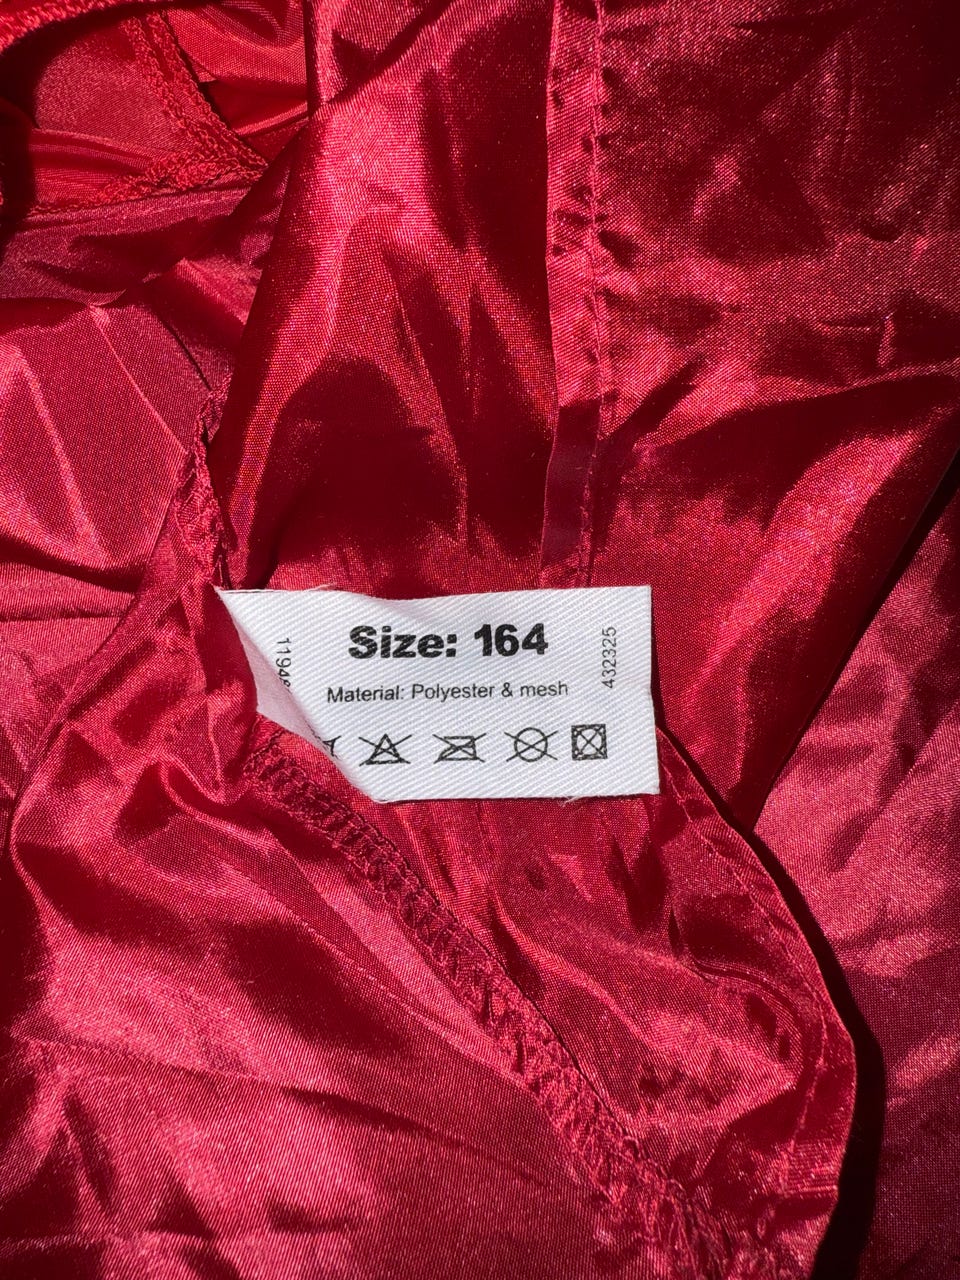 Size: 164
Material: Polyester & mesh
432325